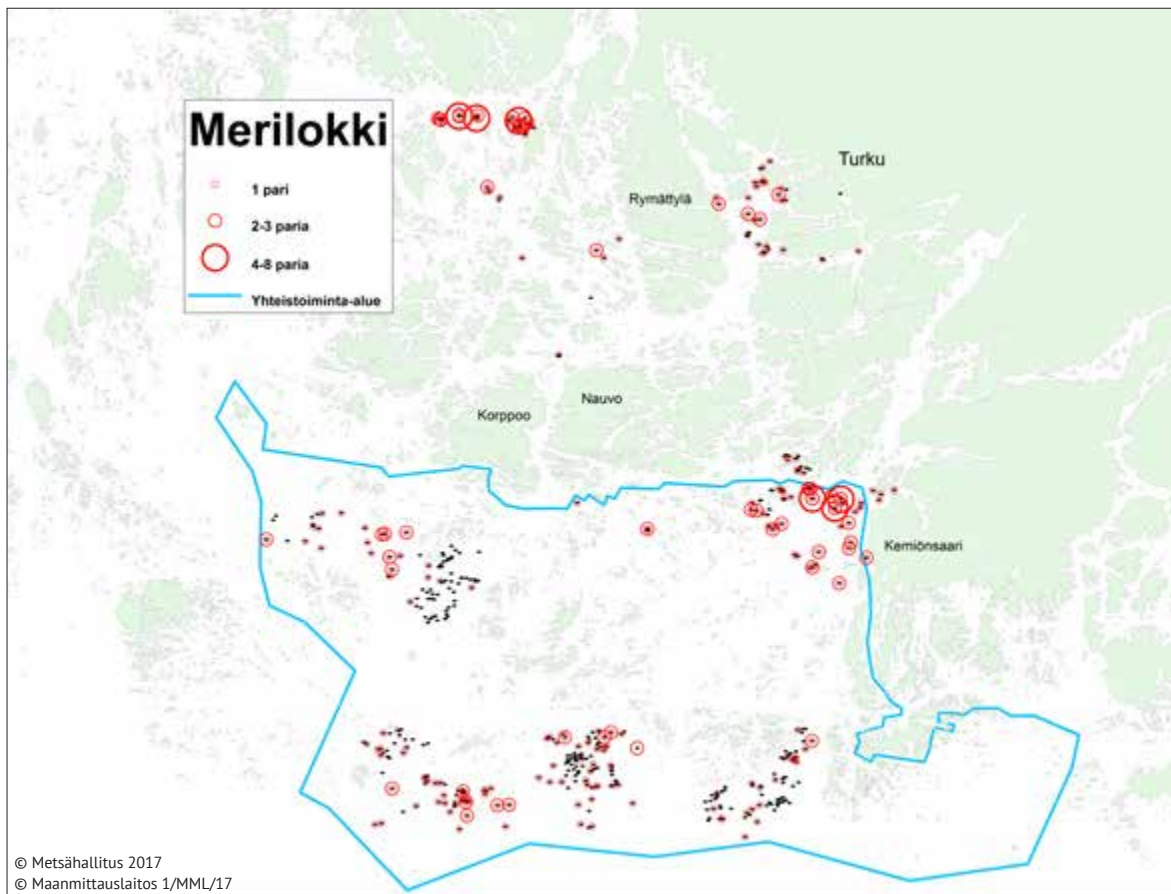 Merilokki
1 pari
2-3 paria
4-8 paria
Yhteistoiminta-alue
Turku
Rymättylä
Nauvo
Korppoo
Kemiönsaari
© Metsähallitus 2017
© Maanmittauslaitos 1/MML/17